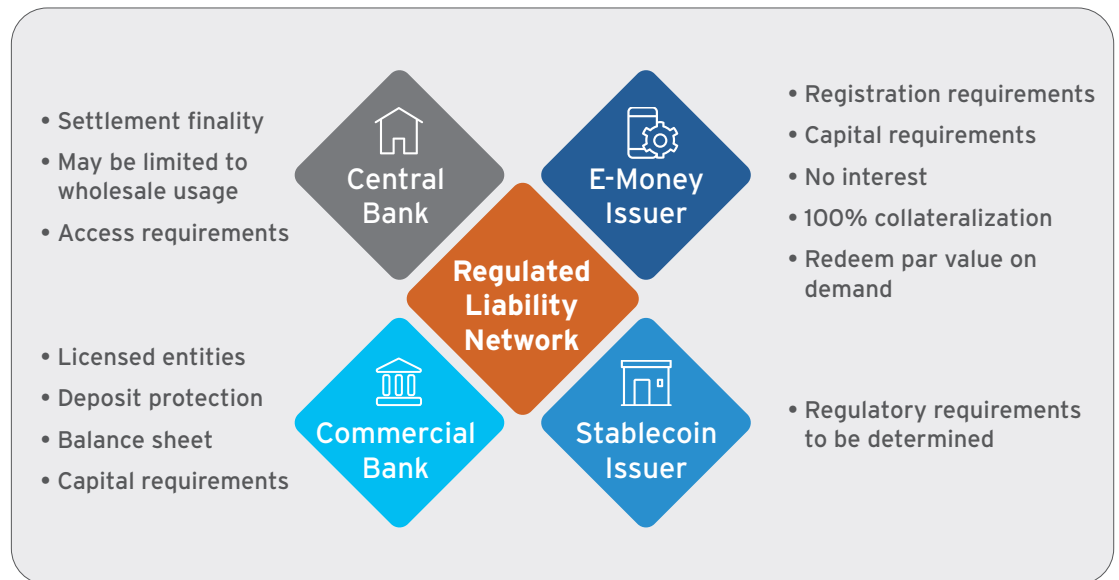 • Settlement finality
• May be limited to
wholesale usage
• Access requirements
Central
Bank
E-Money
Issuer
• Registration requirements
• Capital requirements
• No interest
• 100% collateralization
• Redeem par value on
demand
Regulated
Liability
Network
• Licensed entities
• Deposit protection
• Balance sheet
• Capital requirements
Commercial
Bank
Stablecoin
Issuer
• Regulatory requirements
to be determined